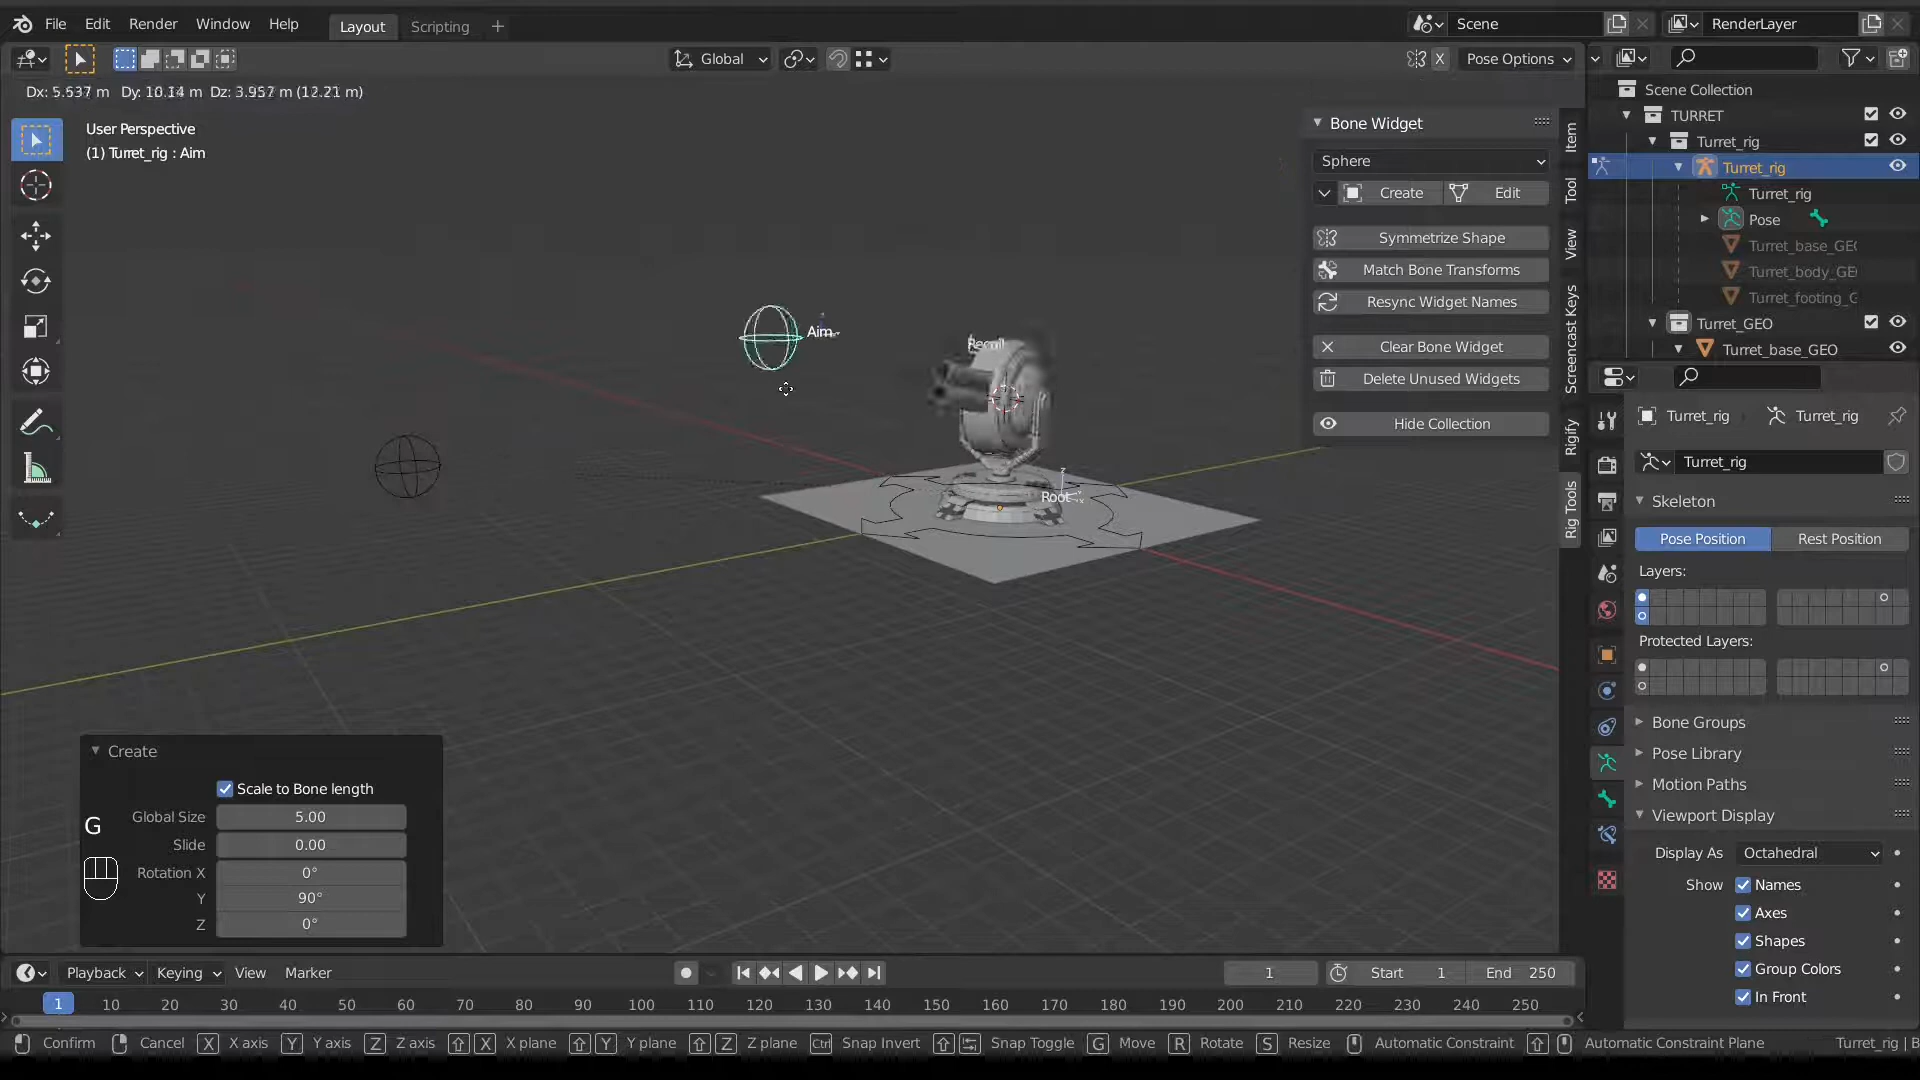 File Edit Render Window Help Layout Scripting + Scene RenderLayer
Global X Pose Options
Dx: 5.637 m Dy: 10.14 m Dz: 3.957 m (12.21 m)
User Perspective
(1) Turret_rig : Aim
Aim
Recoil
Root
Bone Widget
Sphere
Create Edit
Symmetrize Shape
Match Bone Transforms
Resync Widget Names
Clear Bone Widget
Delete Unused Widgets
Hide Collection
Item
Tool
View
Screencast Keys
Rigify
Rig Tools
Scene Collection
TURRET
Turret_rig
Turret_rig
Turret_rig
Pose
Turret_base_GEO
Turret_body_GE
Turret_footing_G
Turret_GEO
Turret_base_GEO
Turret_rig Turret_rig
Turret_rig
Skeleton
Pose Position Rest Position
Layers:
Protected Layers:
Bone Groups
Pose Library
Motion Paths
Viewport Display
Display As Octahedral
Show Names
Axes
Shapes
Group Colors
In Front
Create
Scale to Bone length
Global Size 5.00
Slide 0.00
Rotation X 0°
Y 90°
Z 0°
G
Playback Keying View Marker 1 Start 1 End 250
1 10 20 30 40 50 60 70 80 90 100 110 120 130 140 150 160 170 180 190 200 210 220 230 240 250
Confirm Cancel X X axis Y Y axis Z Z axis X X plane Y Y plane Z Z plane Ctrl Snap Invert Snap Toggle G Move R Rotate S Resize Automatic Constraint Automatic Constraint Plane Turret_rig | B